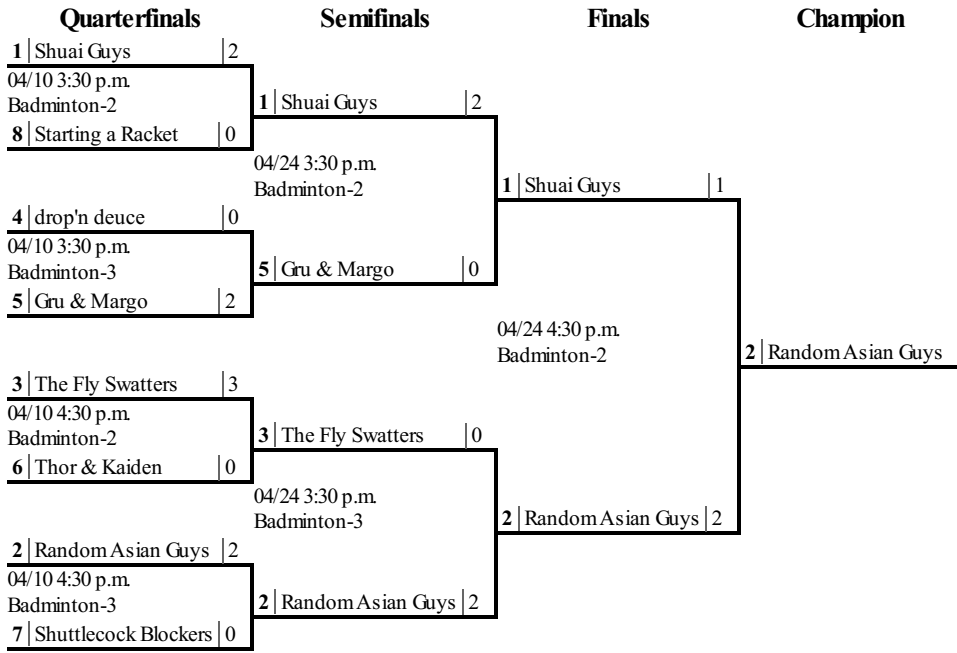 Quarterfinals Semifinals Finals Champion
1 Shuai Guys 2
04/10 3:30 p.m.
Badminton-2
8 Starting a Racket 0
4 drop'n deuce 0
04/10 3:30 p.m.
Badminton-3
5 Gru & Margo 2
3 The Fly Swatters 3
04/10 4:30 p.m.
Badminton-2
6 Thor & Kaiden 0
2 Random Asian Guys 2
04/10 4:30 p.m.
Badminton-3
7 Shuttlecock Blockers 0
1 Shuai Guys 2
04/24 3:30 p.m.
Badminton-2
5 Gru & Margo 0
3 The Fly Swatters 0
04/24 3:30 p.m.
Badminton-3
2 Random Asian Guys 2
1 Shuai Guys 1
04/24 4:30 p.m.
Badminton-2
2 Random Asian Guys 2
2 Random Asian Guys